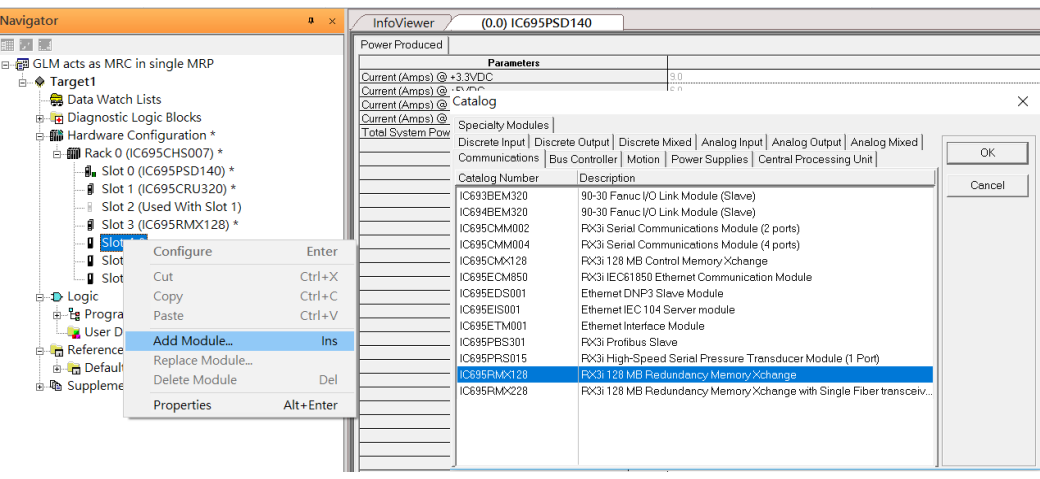 Navigator
InfoViewer
(0.0) IC695PSD140
GLM acts as MRC in single MRP
Target1
Data Watch Lists
Diagnostic Logic Blocks
Hardware Configuration *
Rack 0 (IC695CHS007) *
Slot 0 (IC695PSD140) *
Slot 1 (IC695CRU320) *
Slot 2 (Used With Slot 1)
Slot 3 (IC695RMX128) *
Slot
Slot
Slot
Logic
Progra
User D
Reference
Defaul
Suppleme
Configure Enter
Cut Ctrl+X
Copy Ctrl+C
Paste Ctrl+V
Add Module... Ins
Replace Module...
Delete Module Del
Properties Alt+Enter
Power Produced
Parameters
Current (Amps) @ +3.3VDC 9.0
Current (Amps) @ +5VDC 6.0
Current (Amps) @
Current (Amps) @
Total System Pow
Catalog
Specialty Modules
Discrete Input Discrete Output Discrete Mixed Analog Input Analog Output Analog Mixed
Communications Bus Controller Motion Power Supplies Central Processing Unit
Catalog Number Description
IC693BEM320 90-30 Fanuc I/O Link Module (Slave)
IC694BEM320 90-30 Fanuc I/O Link Module (Slave)
IC695CMM002 RX3i Serial Communications Module (2 ports)
IC695CMM004 RX3i Serial Communications Module (4 ports)
IC695CMX128 RX3i 128 MB Control Memory Xchange
IC695ECM850 RX3i IEC61850 Ethernet Communication Module
IC695EDS001 Ethernet DNP3 Slave Module
IC695EIS001 Ethernet IEC 104 Server module
IC695ETM001 Ethernet Interface Module
IC695PBS301 RX3i Profibus Slave
IC695PRS015 RX3i High-Speed Serial Pressure Transducer Module (1 Port)
IC695RMX128 RX3i 128 MB Redundancy Memory Xchange
IC695RMX228 RX3i 128 MB Redundancy Memory Xchange with Single Fiber transceiv...
OK
Cancel